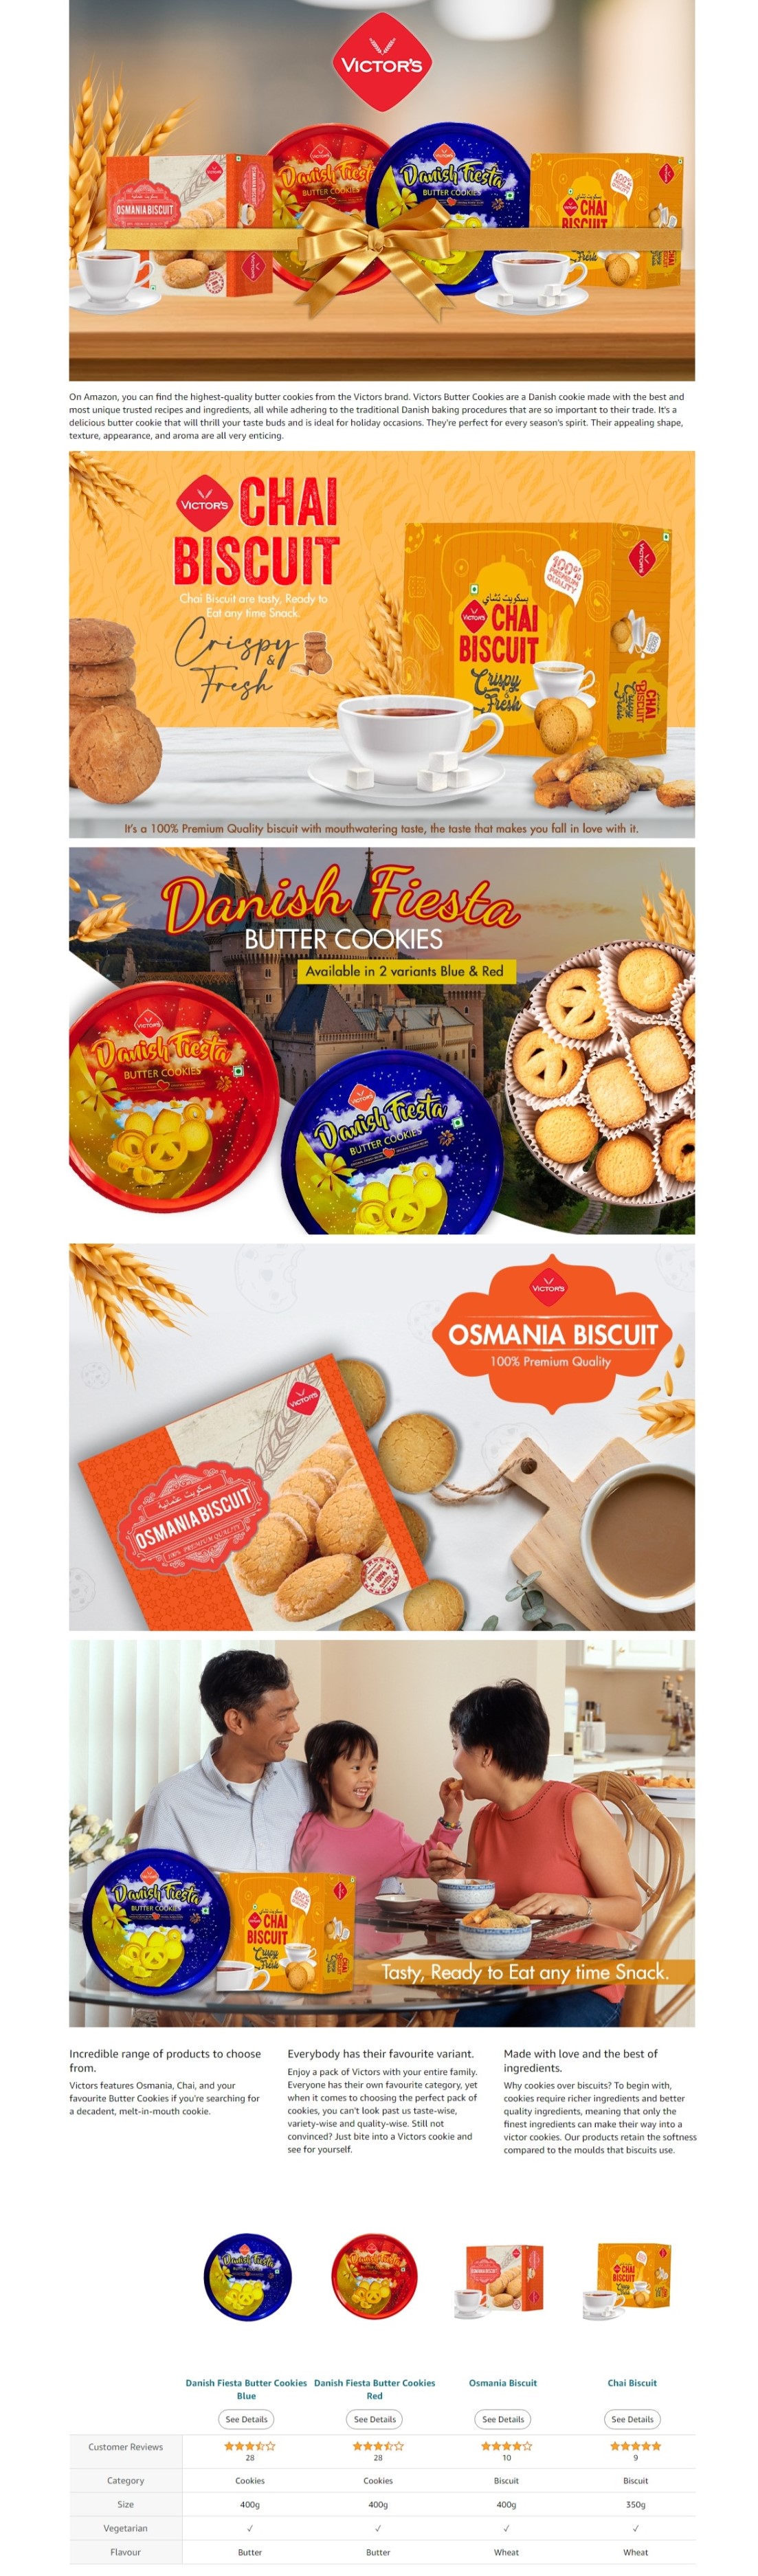 VICTOR'S
OSMANIA BISCUIT
Danish Fiesta
BUTTER COOKIES
Danish Fiesta
BUTTER COOKIES
100%
PREMIUM
QUALITY
CHAI
BISCUIT
Fresh
On Amazon, you can find the highest-quality butter cookies from the Victors brand. Victors Butter Cookies are a Danish cookie made with the best and
most unique trusted recipes and ingredients, all while adhering to the traditional Danish baking procedures that are so important to their trade. It's a
delicious butter cookie that will thrill your taste buds and is ideal for holiday occasions. They're perfect for every season's spirit. Their appealing shape,
texture, appearance, and aroma are all very enticing.
VICTOR'S
CHAI
BISCUIT
Chai Biscuit are tasty, Ready to
Eat any time Snack.
Crispy
&
Fresh
100%
PREMIUM
QUALITY
بسكويت تشاي
VICTOR'S
CHAI
BISCUIT
Crispy
&
Fresh
VICTOR'S
CHAI
BISCUIT
It's a 100% Premium Quality biscuit with mouthwatering taste, the taste that makes you fall in love with it.
Danish Fiesta
BUTTER COOKIES
Available in 2 variants Blue & Red
VICTOR'S
Danish Fiesta
BUTTER COOKIES
VICTOR'S
Danish Fiesta
BUTTER COOKIES
VICTOR'S
OSMANIA BISCUIT
100% Premium Quality
VICTOR'S
بسكويت عثمانية
OSMANIA BISCUIT
100% PREMIUM QUALITY
Danish Fiesta
BUTTER COOKIES
100%
PREMIUM
QUALITY
CHAI
BISCUIT
Crispy
Fresh
Tasty, Ready to Eat any time Snack.
Incredible range of products to choose
from.
Victors features Osmania, Chai, and your
favourite Butter Cookies if you're searching for
a decadent, melt-in-mouth cookie.
Everybody has their favourite variant.
Enjoy a pack of Victors with your entire family.
Everyone has their own favourite category, yet
when it comes to choosing the perfect pack of
cookies, you can't look past us taste-wise,
variety-wise and quality-wise. Still not
convinced? Just bite into a Victors cookie and
see for yourself.
Made with love and the best of
ingredients.
Why cookies over biscuits? To begin with,
cookies require richer ingredients and better
quality ingredients, meaning that only the
finest ingredients can make their way into a
victor cookies. Our products retain the softness
compared to the moulds that biscuits use.
Danish Fiesta
Danish Fiesta
CHAI
BISCUIT
Danish Fiesta Butter Cookies Blue
Danish Fiesta Butter Cookies Red
Osmania Biscuit
Chai Biscuit
See Details See Details See Details See Details
Customer Reviews 28 28 10 9
Category Cookies Cookies Biscuit Biscuit
Size 400g 400g 400g 350g
Vegetarian ✓ ✓ ✓ ✓
Flavour Butter Butter Wheat Wheat